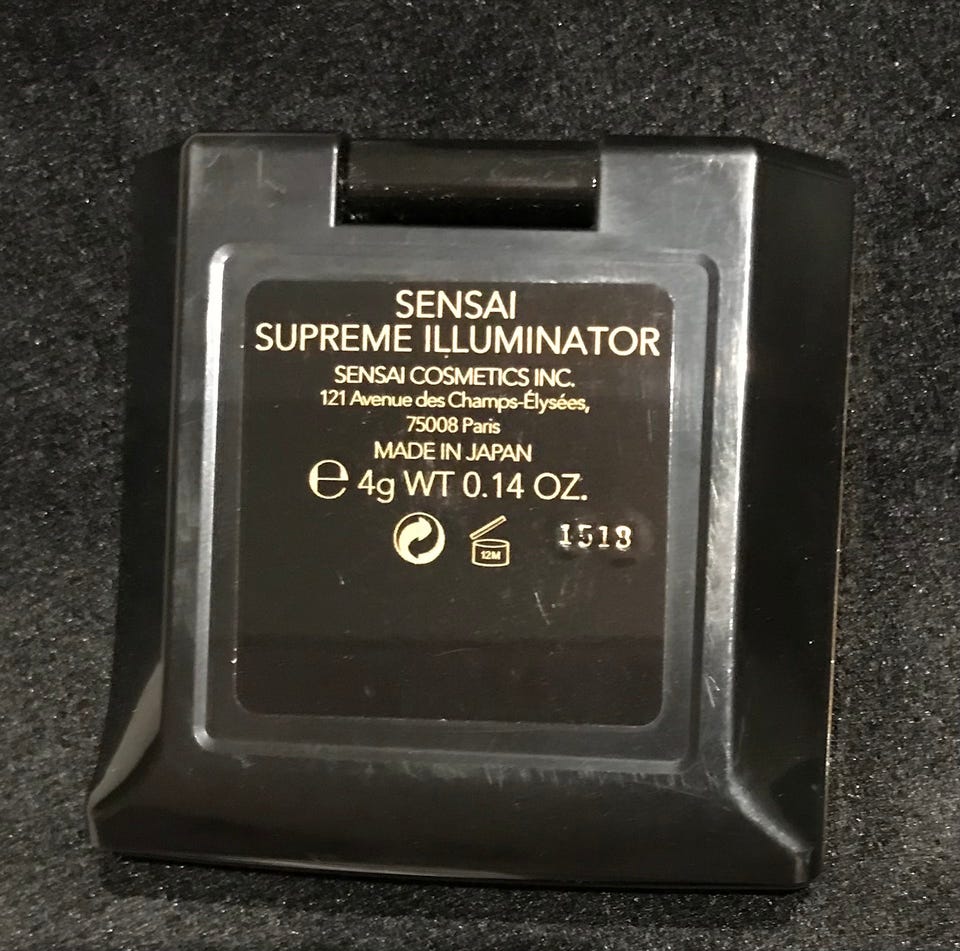 SENSAI
SUPREME ILLUMINATOR
SENSAI COSMETICS INC.
121 Avenue des Champs-Élysées,
75008 Paris
MADE IN JAPAN
℮ 4g WT 0.14 OZ.
12M 1518